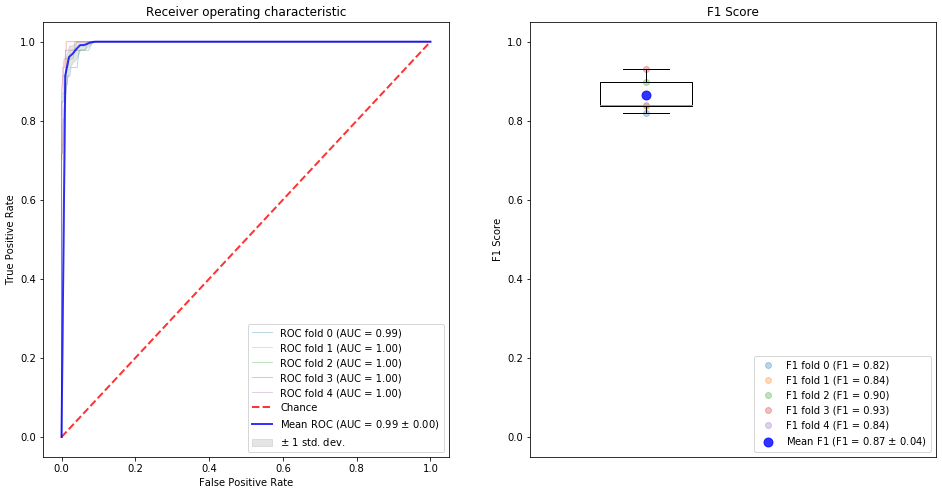 Receiver operating characteristic
1.0
0.8
0.6
0.4
0.2
0.0
True Positive Rate
0.0 0.2 0.4 0.6 0.8 1.0
False Positive Rate
ROC fold 0 (AUC = 0.99)
ROC fold 1 (AUC = 1.00)
ROC fold 2 (AUC = 1.00)
ROC fold 3 (AUC = 1.00)
ROC fold 4 (AUC = 1.00)
Chance
Mean ROC (AUC = 0.99 ± 0.00)
± 1 std. dev.
F1 Score
1.0
0.8
0.6
0.4
0.2
0.0
F1 Score
F1 fold 0 (F1 = 0.82)
F1 fold 1 (F1 = 0.84)
F1 fold 2 (F1 = 0.90)
F1 fold 3 (F1 = 0.93)
F1 fold 4 (F1 = 0.84)
Mean F1 (F1 = 0.87 ± 0.04)